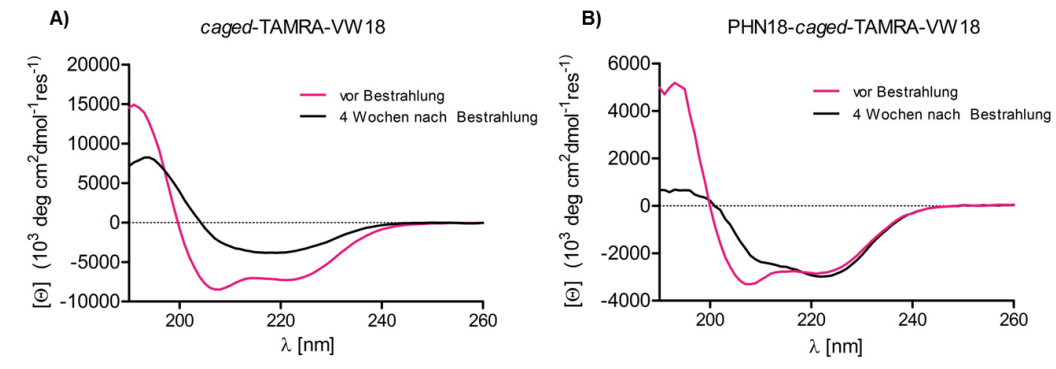 A)
caged-TAMRA-VW18
20000
15000
10000
5000
0
-5000
-10000
[Θ] (10³ deg cm²dmol⁻¹res⁻¹)
vor Bestrahlung
4 Wochen nach Bestrahlung
200
220
240
260
λ [nm]
B)
PHN18-caged-TAMRA-VW18
6000
4000
2000
0
-2000
-4000
[Θ] (10³ deg cm²dmol⁻¹res⁻¹)
vor Bestrahlung
4 Wochen nach Bestrahlung
200
220
240
260
λ [nm]